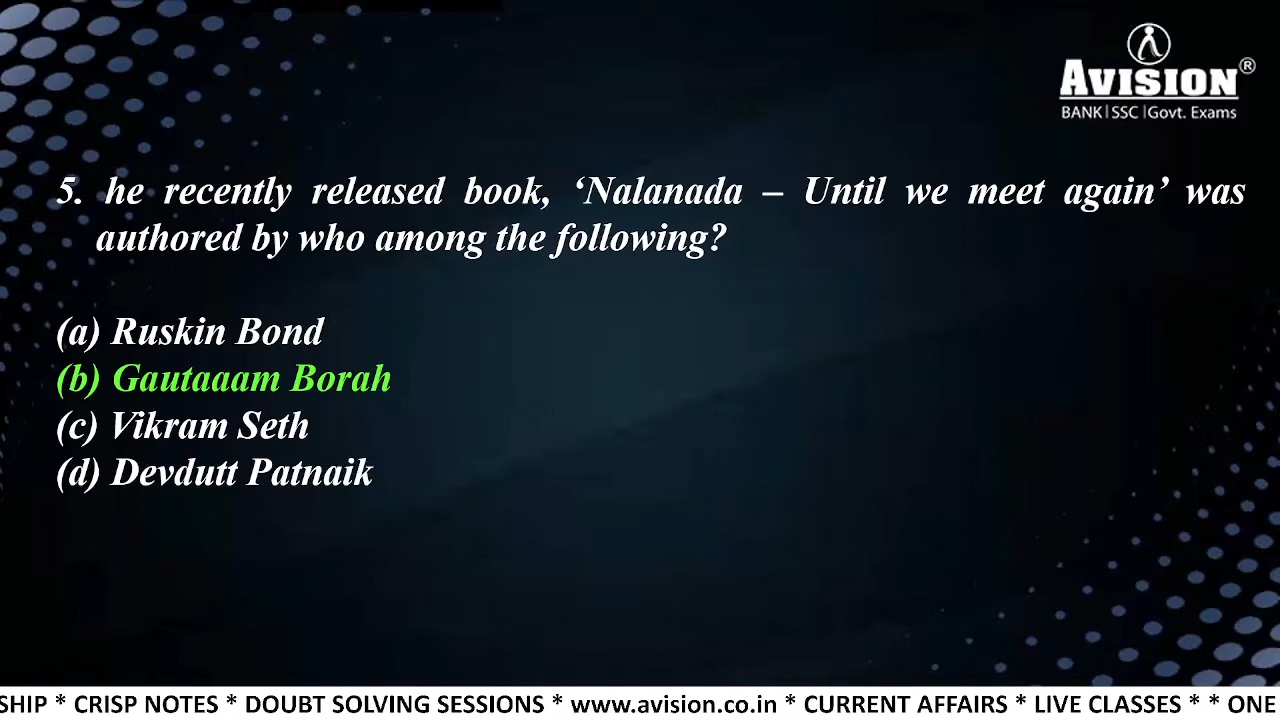 AVISION®
BANK|SSC|Govt. Exams
5. he recently released book, ‘Nalanada – Until we meet again’ was
authored by who among the following?
(a) Ruskin Bond
(b) Gautaaam Borah
(c) Vikram Seth
(d) Devdutt Patnaik
SHIP * CRISP NOTES * DOUBT SOLVING SESSIONS * www.avision.co.in * CURRENT AFFAIRS * LIVE CLASSES * * ONE